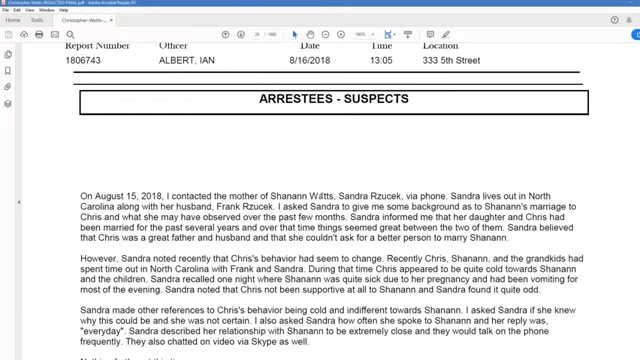 Christopher-Watts-REDACTED-FINAL.pdf - Adobe Acrobat Reader DC
File Edit View Window Help
Home Tools Christopher-Watts-...
29 / 1960 140%
Report Number Officer Date Time Location
1806743 ALBERT, IAN 8/16/2018 13:05 333 5th Street
ARRESTEES - SUSPECTS
On August 15, 2018, I contacted the mother of Shanann Watts, Sandra Rzucek, via phone. Sandra lives out in North
Carolina along with her husband, Frank Rzucek. I asked Sandra to give me some background as to Shanann's marriage to
Chris and what she may have observed over the past few months. Sandra informed me that her daughter and Chris had
been married for the past several years and over that time things seemed great between the two of them. Sandra believed
that Chris was a great father and husband and that she couldn't ask for a better person to marry Shanann.
However, Sandra noted recently that Chris's behavior had seem to change. Recently Chris, Shanann, and the grandkids had
spent time out in North Carolina with Frank and Sandra. During that time Chris appeared to be quite cold towards Shanann
and the children. Sandra recalled one night where Shanann was quite sick due to her pregnancy and had been vomiting for
most of the evening. Sandra noted that Chris not been supportive at all to Shanann and Sandra found it quite odd.
Sandra made other references to Chris's behavior being cold and indifferent towards Shanann. I asked Sandra if she knew
why this could be and she was not certain. I also asked Sandra how often she spoke to Shanann and her reply was,
"everyday". Sandra described her relationship with Shanann to be extremely close and they would talk on the phone
frequently. They also chatted on video via Skype as well.
Nothing further at this time.